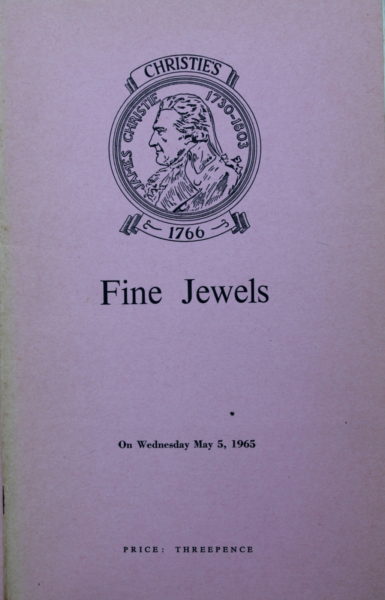 CHRISTIE'S
JAMES CHRISTIE 1730-1803
1766
Fine Jewels
On Wednesday May 5, 1965
PRICE: THREEPENCE